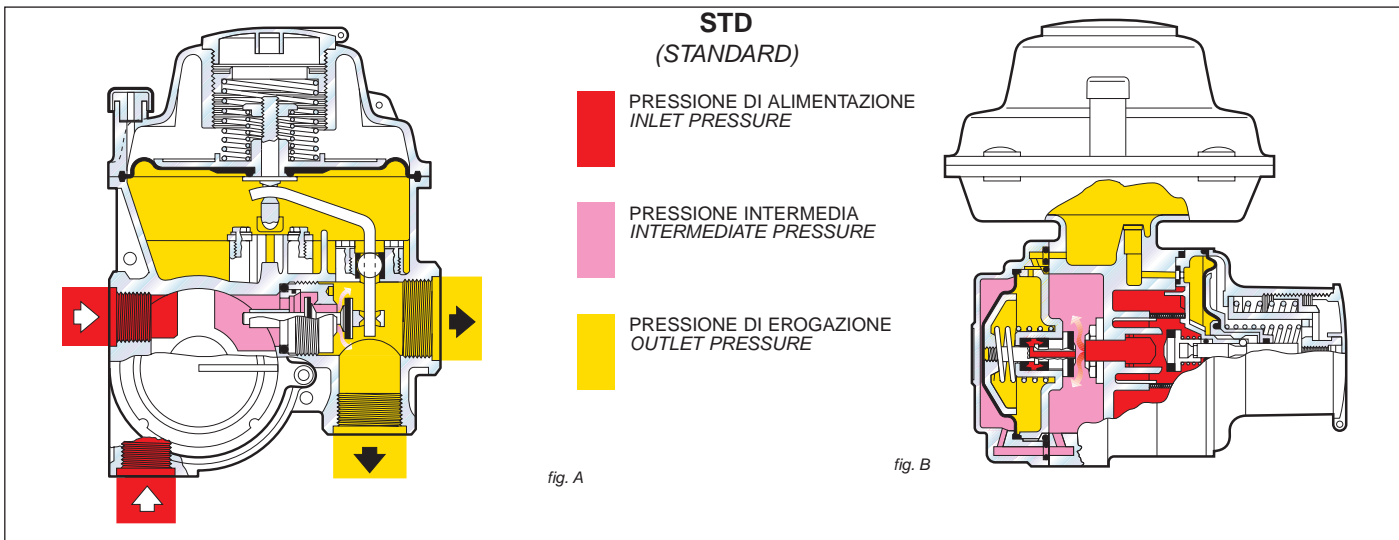 STD
(STANDARD)
PRESSIONE DI ALIMENTAZIONE
INLET PRESSURE
PRESSIONE INTERMEDIA
INTERMEDIATE PRESSURE
PRESSIONE DI EROGAZIONE
OUTLET PRESSURE
fig. A
fig. B